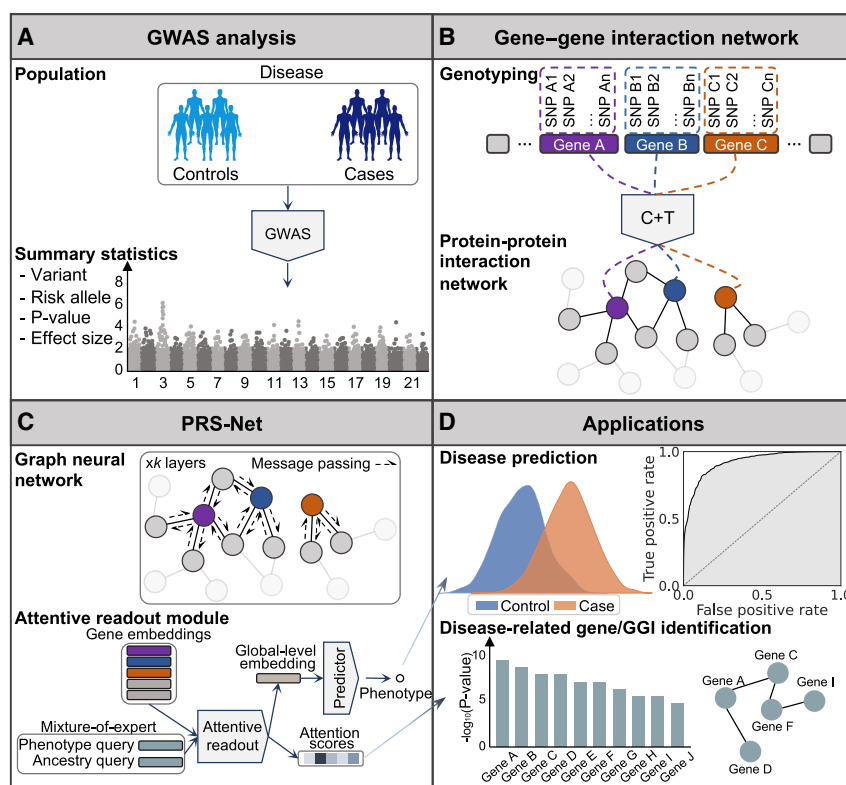 A
GWAS analysis
Population
Disease
Controls
Cases
GWAS
Summary statistics
- Variant
- Risk allele
- P-value
- Effect size
8
6
4
2
0
1 3 5 7 9 11 13 15 17 19 21
B
Gene–gene interaction network
Genotyping
SNP A1
SNP A2
... SNP An
SNP B1
SNP B2
... SNP Bn
SNP C1
SNP C2
... SNP Cn
... Gene A Gene B Gene C ...
C+T
Protein-protein
interaction
network
C
PRS-Net
Graph neural
network
xk layers
Message passing
Attentive readout module
Gene embeddings
Global-level
embedding
Predictor
Phenotype
Mixture-of-expert
Phenotype query
Ancestry query
Attentive
readout
Attention
scores
D
Applications
Disease prediction
Control
Case
True positive rate
1.0
0.5
0.0
0.0 0.5 1.0
False positive rate
Disease-related gene/GGI identification
-log10(P-value)
10
5
0
Gene A
Gene B
Gene C
Gene D
Gene E
Gene F
Gene G
Gene H
Gene I
Gene J
Gene C
Gene A
Gene I
Gene F
Gene D